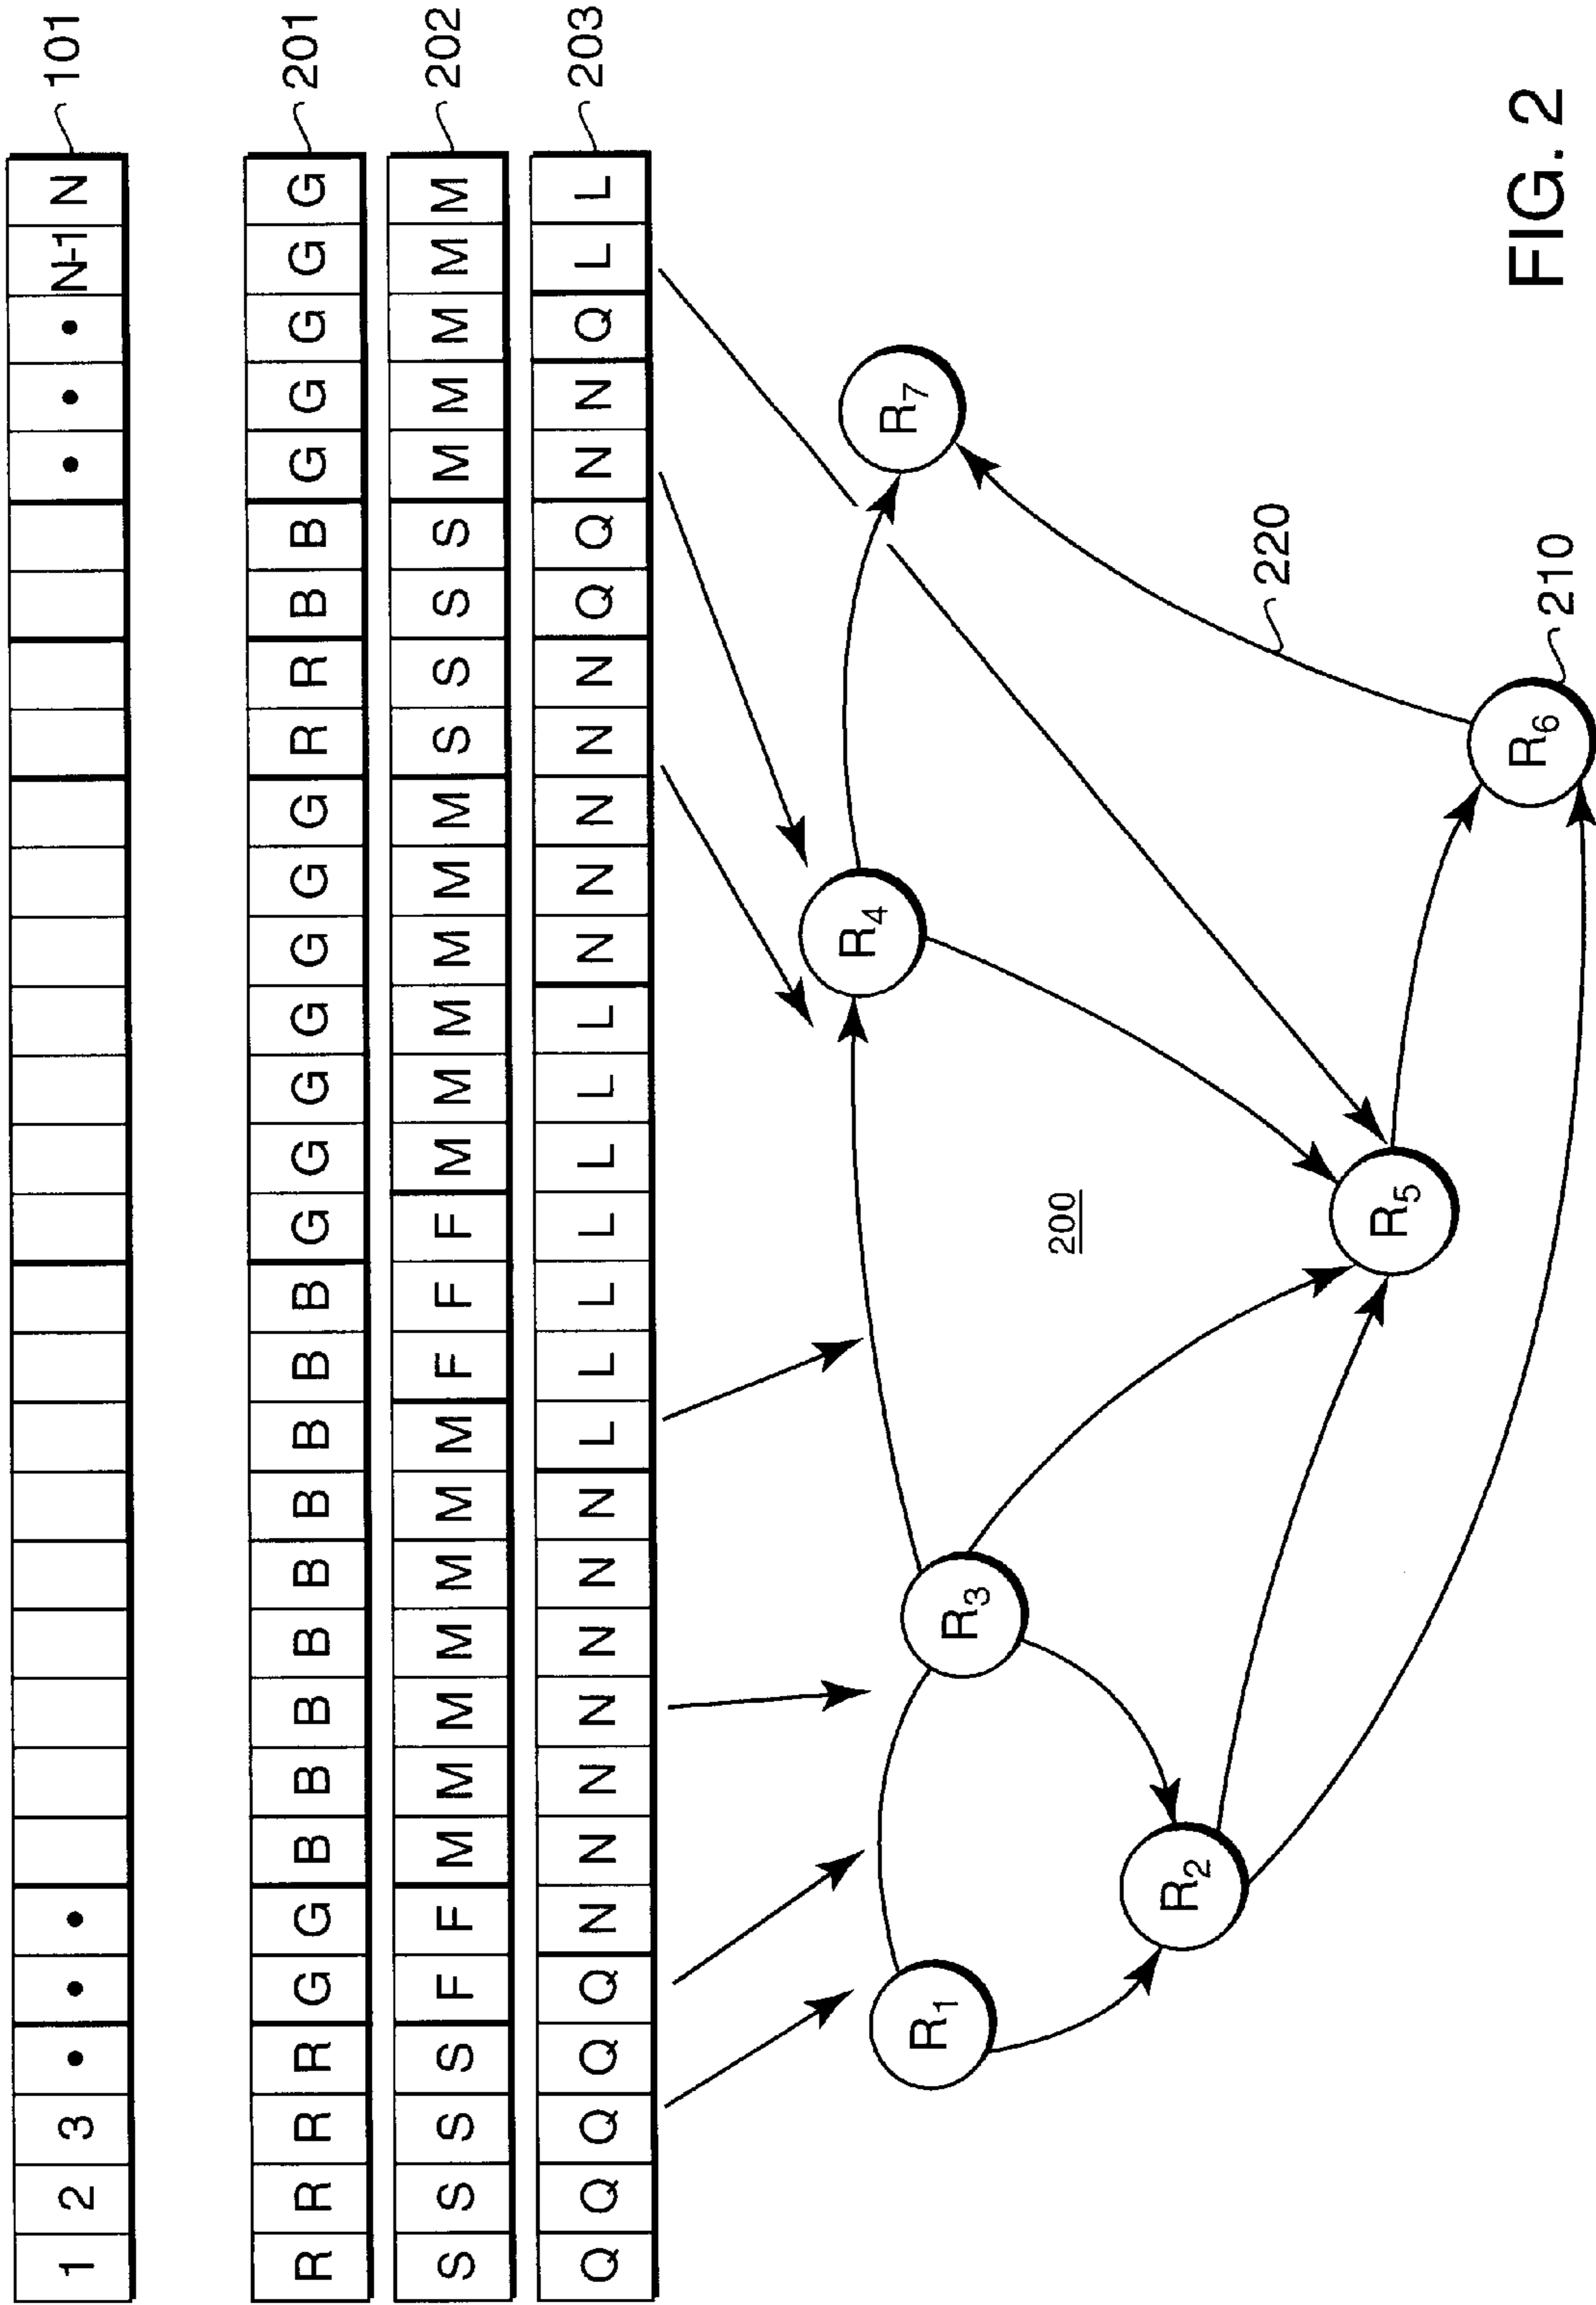 1 2 3 • • • • • • N-1 N 101
R R R R G G B B B B B B B B B G G G G G G G R R B B G G G G G 201
S S S S F F M M M M M M M F F F M M M M M M S S S S M M M M M 202
Q Q Q Q Q N N N N N N N L L L L L L L N N N N N Q Q N N Q L L 203
R4
R7
R1
R3
200
R2
220
R5
R6
210
FIG. 2